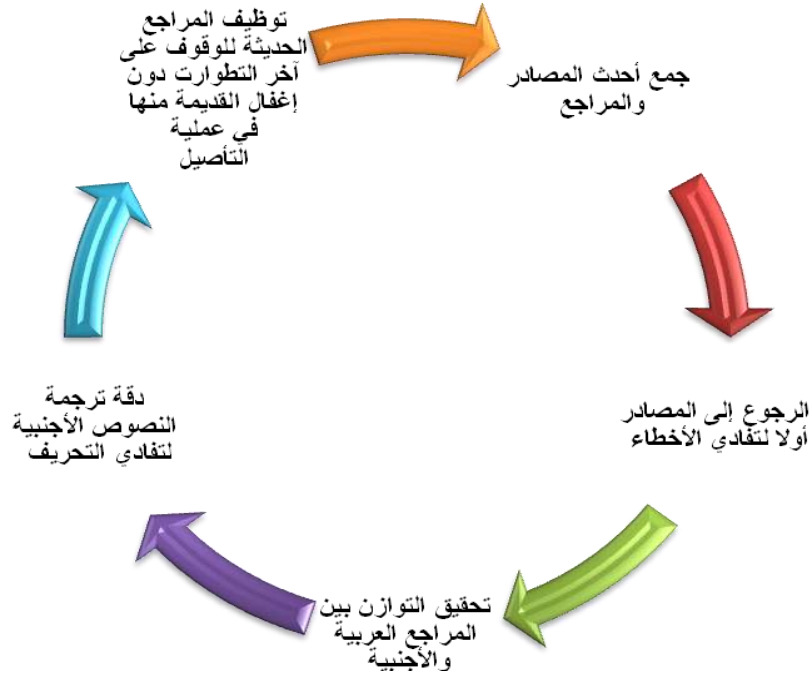 جمع أحدث المصادر
والمراجع
الرجوع إلى المصادر
أولا لتفادي الأخطاء
تحقيق التوازن بين
المراجع العربية
والأجنبية
دقة ترجمة
النصوص الأجنبية
لتفادي التحريف
توظيف المراجع
الحديثة للوقوف على
آخر التطوارت دون
إغفال القديمة منها
في عملية
التأصيل